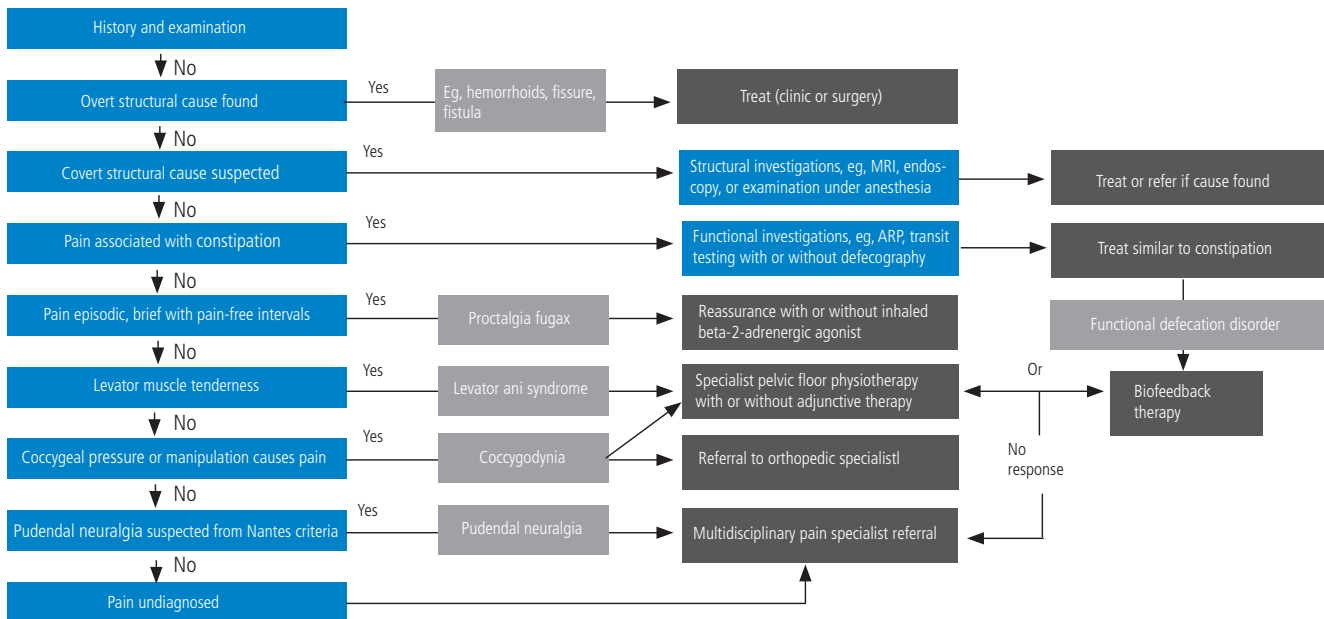 History and examination
No
Overt structural cause found
Yes
Eg, hemorrhoids, fissure,
fistula
Treat (clinic or surgery)
No
Covert structural cause suspected
Yes
Structural investigations, eg, MRI, endos-
copy, or examination under anesthesia
Treat or refer if cause found
No
Pain associated with constipation
Yes
Functional investigations, eg, ARP, transit
testing with or without defecography
Treat similar to constipation
No
Pain episodic, brief with pain-free intervals
Yes
Proctalgia fugax
Reassurance with or without inhaled
beta-2-adrenergic agonist
Functional defecation disorder
No
Levator muscle tenderness
Yes
Levator ani syndrome
Specialist pelvic floor physiotherapy
with or without adjunctive therapy
Or
Biofeedback
therapy
No
Coccygeal pressure or manipulation causes pain
Yes
Coccygodynia
Referral to orthopedic specialistl
No
response
No
Pudendal neuralgia suspected from Nantes criteria
Yes
Pudendal neuralgia
Multidisciplinary pain specialist referral
No
Pain undiagnosed